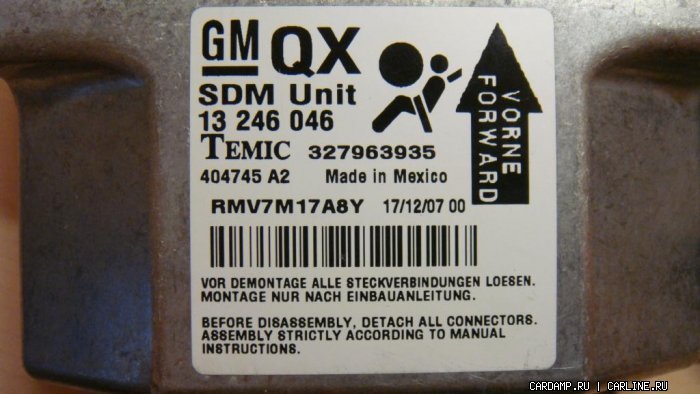 GM QX
SDM Unit
13 246 046
TEMIC 327963935
404745 A2 Made in Mexico
RMV7M17A8Y 17/12/07 00
VORNE
FORWARD
VOR DEMONTAGE ALLE STECKVERBINDUNGEN LOESEN.
MONTAGE NUR NACH EINBAUANLEITUNG.
BEFORE DISASSEMBLY, DETACH ALL CONNECTORS.
ASSEMBLY STRICTLY ACCORDING TO MANUAL
INSTRUCTIONS.
CARDAMP.RU | CARLINE.RU